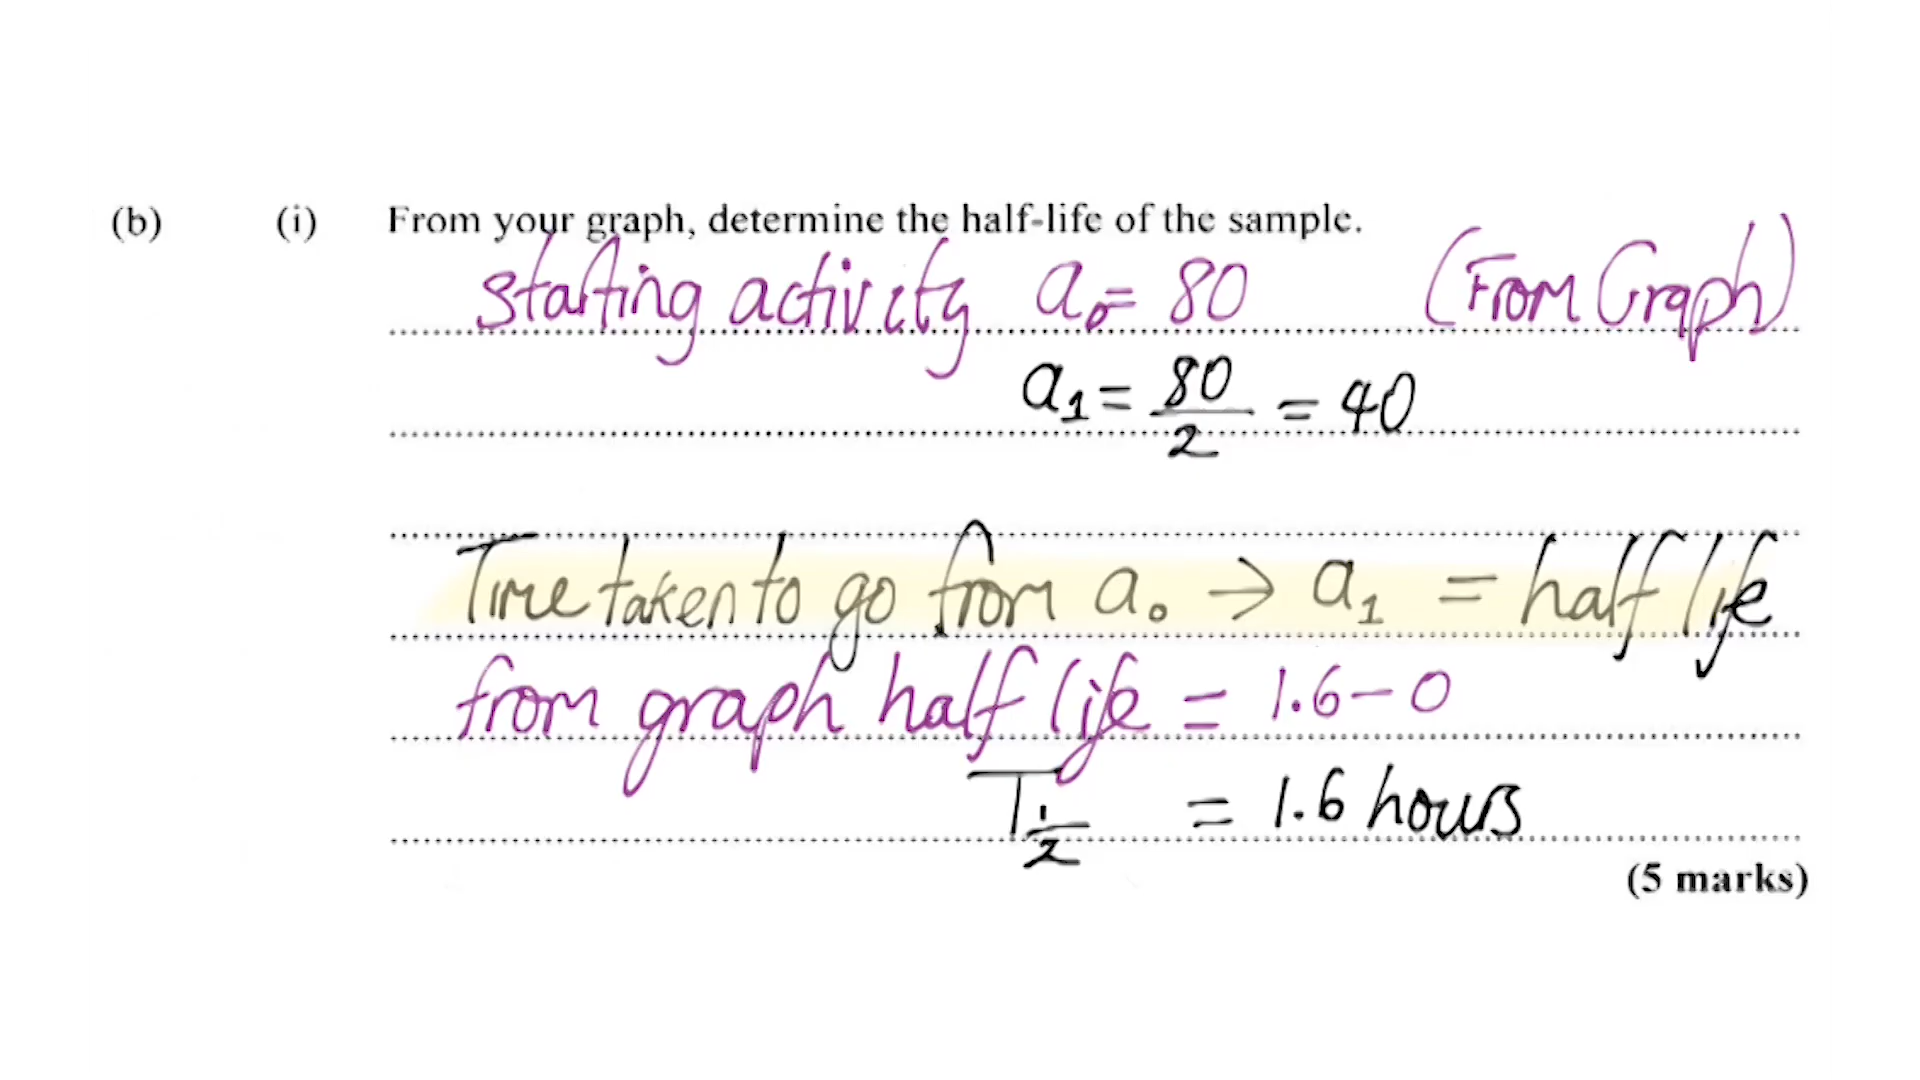 (b) (i) From your graph, determine the half-life of the sample.
starting activity a₀ = 80 (From Graph)
a₁ = 80/2 = 40
Time taken to go from a₀ → a₁ = half life
from graph half life = 1.6 – 0
T½ = 1.6 hours
(5 marks)